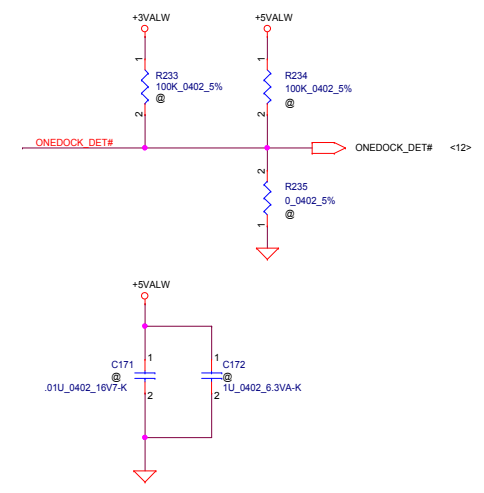 +3VALW
+5VALW
1
1
R233
100K_0402_5%
@
R234
100K_0402_5%
@
2
2
ONEDOCK_DET#
ONEDOCK_DET# <12>
2
R235
0_0402_5%
@
1
+5VALW
1
1
C171
@
.01U_0402_16V7-K
C172
@
1U_0402_6.3VA-K
2
2